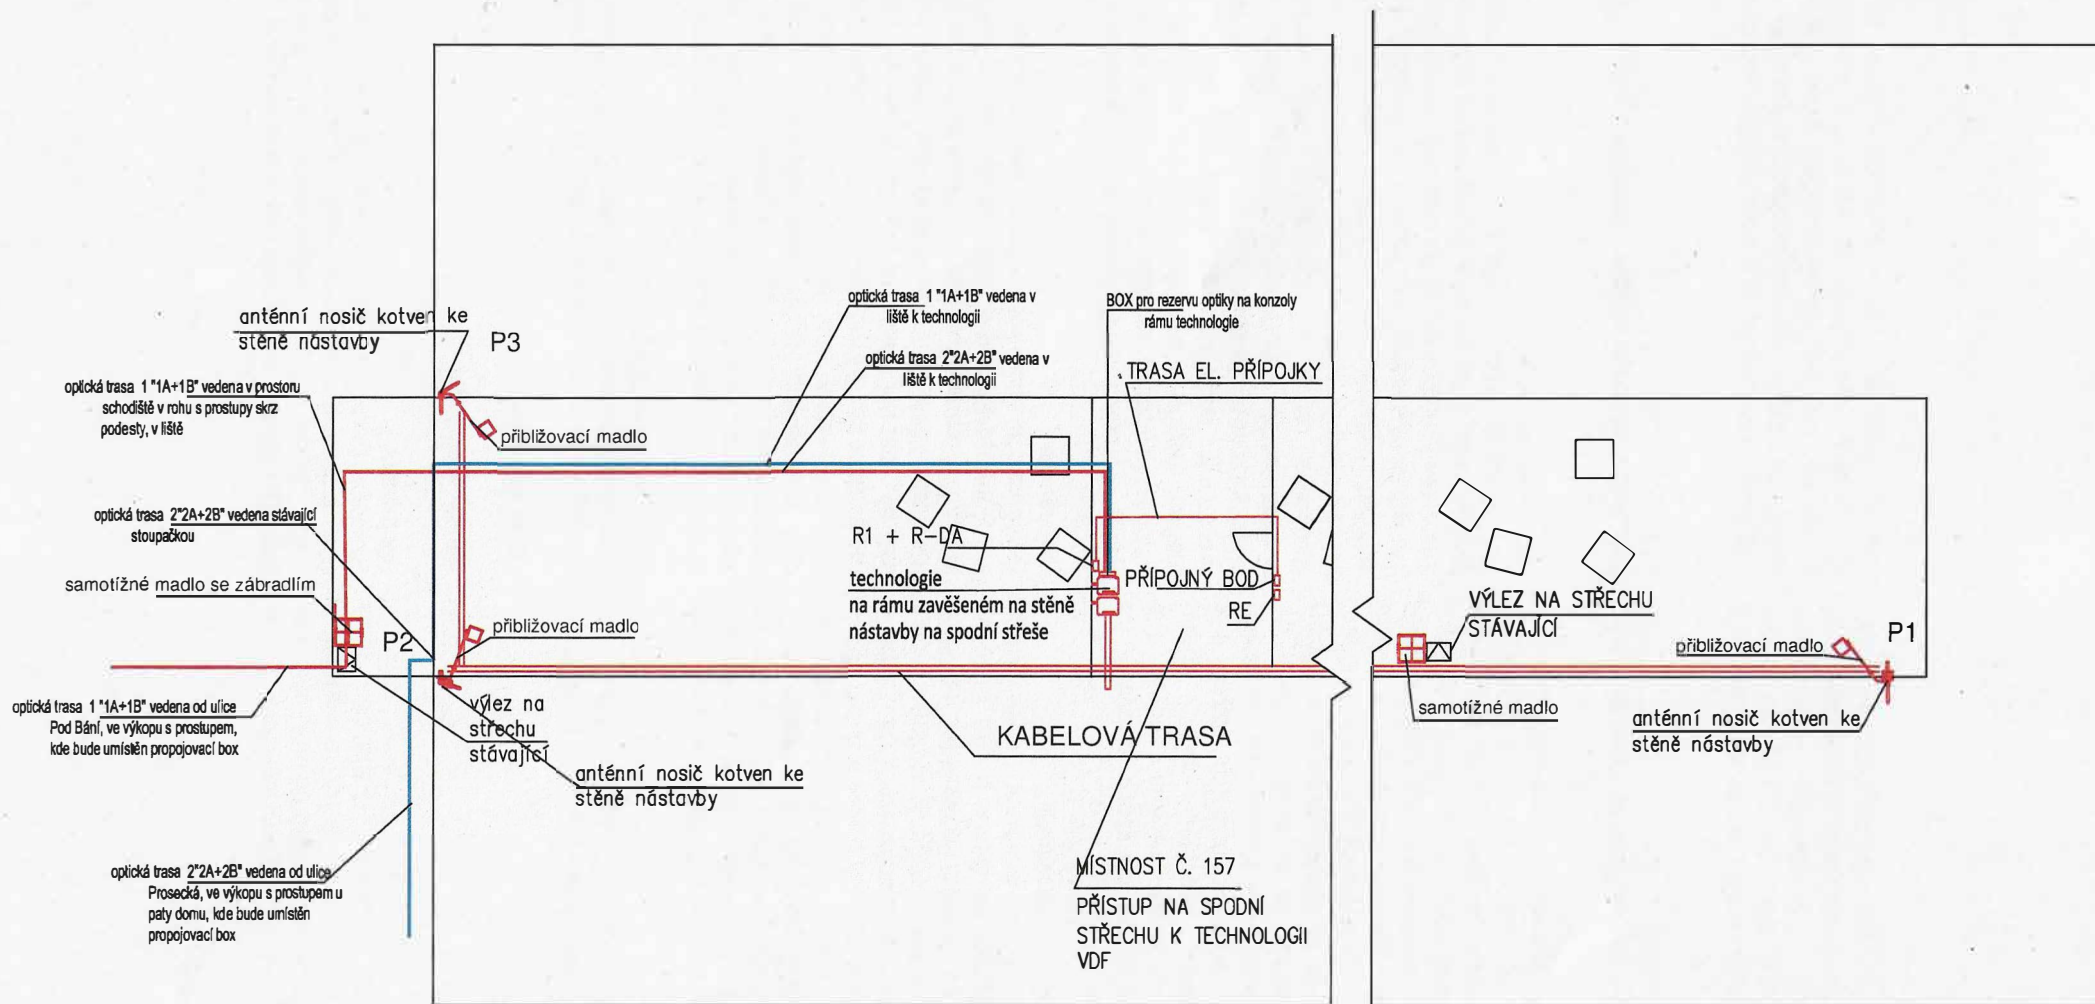 optická trasa 1 "1A+1B" vedena v
liště k technologii
BOX pro rezervu optiky na konzoly
rámu technologie
anténní nosič kotven ke
stěně nástavby
P3
optická trasa 2"2A+2B" vedena v
liště k technologii
TRASA EL. PŘÍPOJKY
optická trasa 1 "1A+1B" vedena v prostoru
schodiště v rohu s prostupy skrz
podesty, v liště
přibližovací madlo
optická trasa 2"2A+2B" vedena stávající
stoupačkou
R1 + R-DA
technologie
na rámu zavěšeném na stěně
nástavby na spodní střeše
PŘÍPOJNÝ BOD
RE
samotížné madlo se zábradlím
VÝLEZ NA STŘECHU
STÁVAJÍCÍ
P2
přibližovací madlo
přibližovací madlo
P1
optická trasa 1 "1A+1B" vedena od ulice
Pod Bání, ve výkopu s prostupem,
kde bude umístěn propojovací box
výlez na
střechu
stávající
KABELOVÁ TRASA
samotížné madlo
anténní nosič kotven ke
stěně nástavby
anténní nosič kotven ke
stěně nástavby
optická trasa 2"2A+2B" vedena od ulice
Prosecká, ve výkopu s prostupem u
paty domu, kde bude umístěn
propojovací box
MÍSTNOST Č. 157
PŘÍSTUP NA SPODNÍ
STŘECHU K TECHNOLOGII
VDF